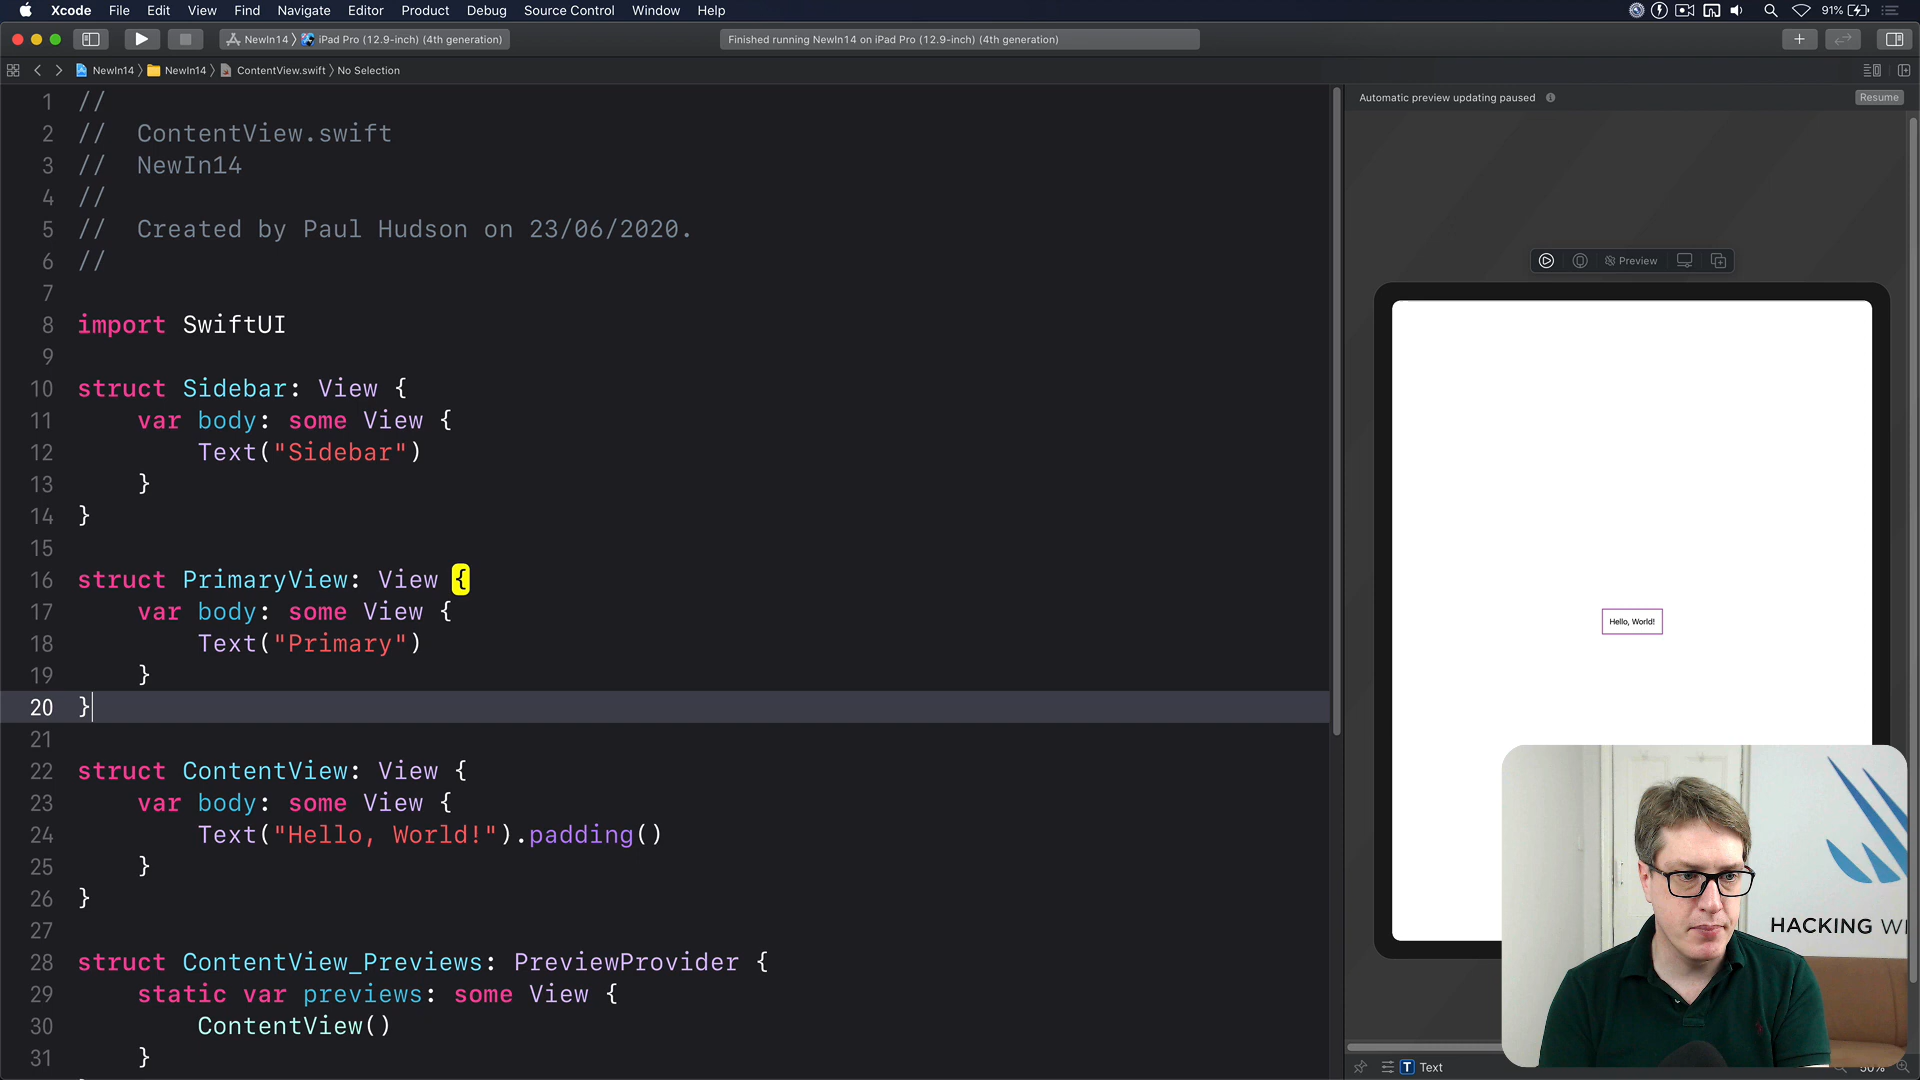 Xcode File Edit View Find Navigate Editor Product Debug Source Control Window Help 91%
NewIn14 iPad Pro (12.9-inch) (4th generation) Finished running NewIn14 on iPad Pro (12.9-inch) (4th generation)
NewIn14 NewIn14 ContentView.swift No Selection
1 //
2 // ContentView.swift
3 // NewIn14
4 //
5 // Created by Paul Hudson on 23/06/2020.
6 //
7
8 import SwiftUI
9
10 struct Sidebar: View {
11 var body: some View {
12 Text("Sidebar")
13 }
14 }
15
16 struct PrimaryView: View {
17 var body: some View {
18 Text("Primary")
19 }
20 }
21
22 struct ContentView: View {
23 var body: some View {
24 Text("Hello, World!").padding()
25 }
26 }
27
28 struct ContentView_Previews: PreviewProvider {
29 static var previews: some View {
30 ContentView()
31 }
Automatic preview updating paused Resume
Preview
Hello, World!
HACKING WI
T Text 50%